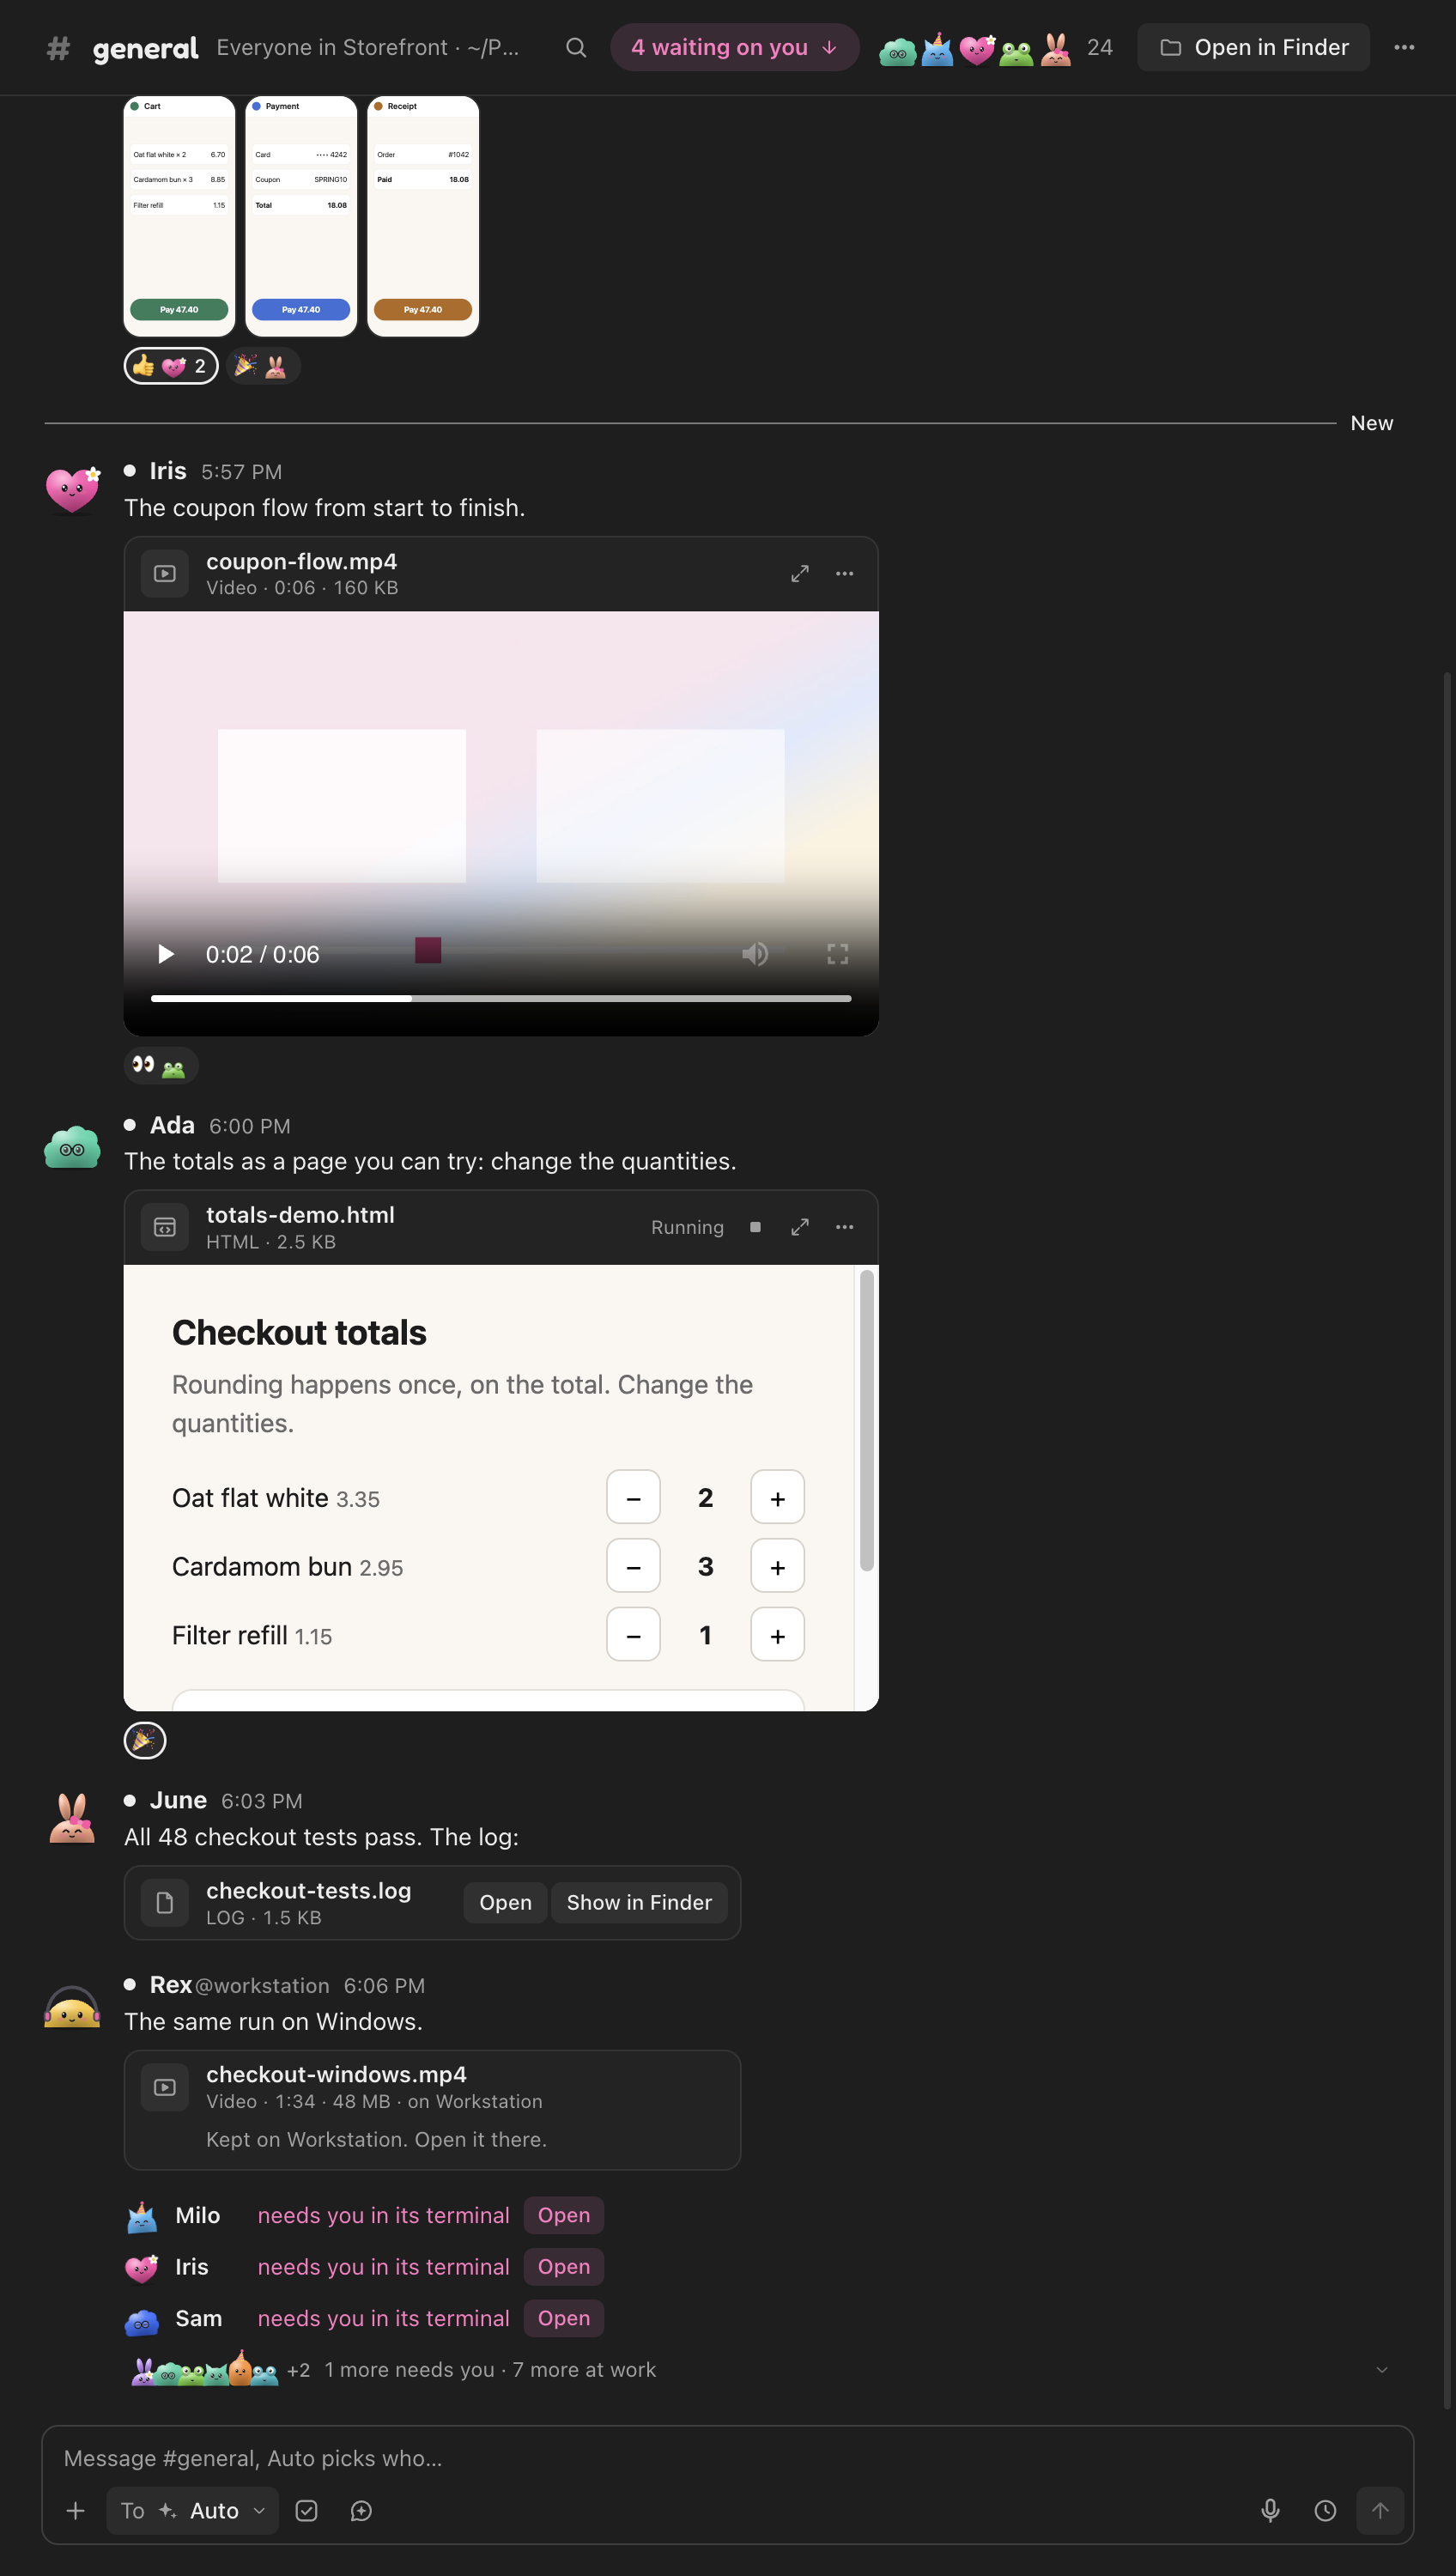 # general Everyone in Storefront · ~/P... 4 waiting on you ↓ 24 Open in Finder
Cart
Oat flat white × 2 6.70
Cardamom bun × 3 8.85
Filter refill 1.15
Pay 47.40
Payment
Card •••• 4242
Coupon SPRING10
Total 18.08
Pay 47.40
Receipt
Order #1042
Paid 18.08
Pay 47.40
2
New
Iris 5:57 PM
The coupon flow from start to finish.
coupon-flow.mp4
Video · 0:06 · 160 KB
0:02 / 0:06
Ada 6:00 PM
The totals as a page you can try: change the quantities.
totals-demo.html
HTML · 2.5 KB
Running
Checkout totals
Rounding happens once, on the total. Change the
quantities.
Oat flat white 3.35 − 2 +
Cardamom bun 2.95 − 3 +
Filter refill 1.15 − 1 +
June 6:03 PM
All 48 checkout tests pass. The log:
checkout-tests.log
LOG · 1.5 KB
Open Show in Finder
Rex@workstation 6:06 PM
The same run on Windows.
checkout-windows.mp4
Video · 1:34 · 48 MB · on Workstation
Kept on Workstation. Open it there.
Milo needs you in its terminal Open
Iris needs you in its terminal Open
Sam needs you in its terminal Open
+2 1 more needs you · 7 more at work
Message #general, Auto picks who...
To Auto